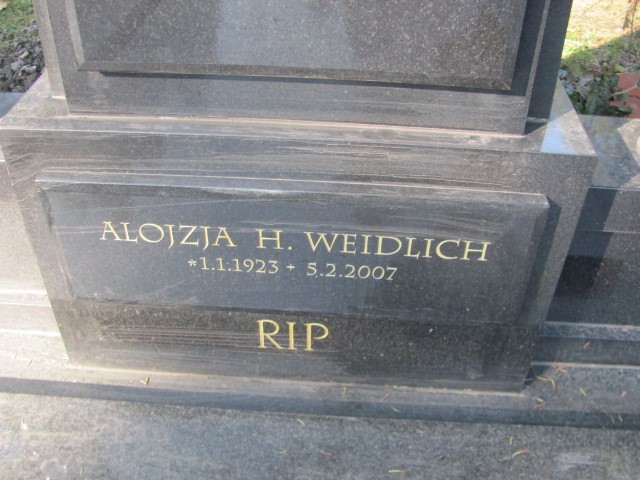 ALOJZJA H. WEIDLICH
*1.1.1923 + 5.2.2007
RIP